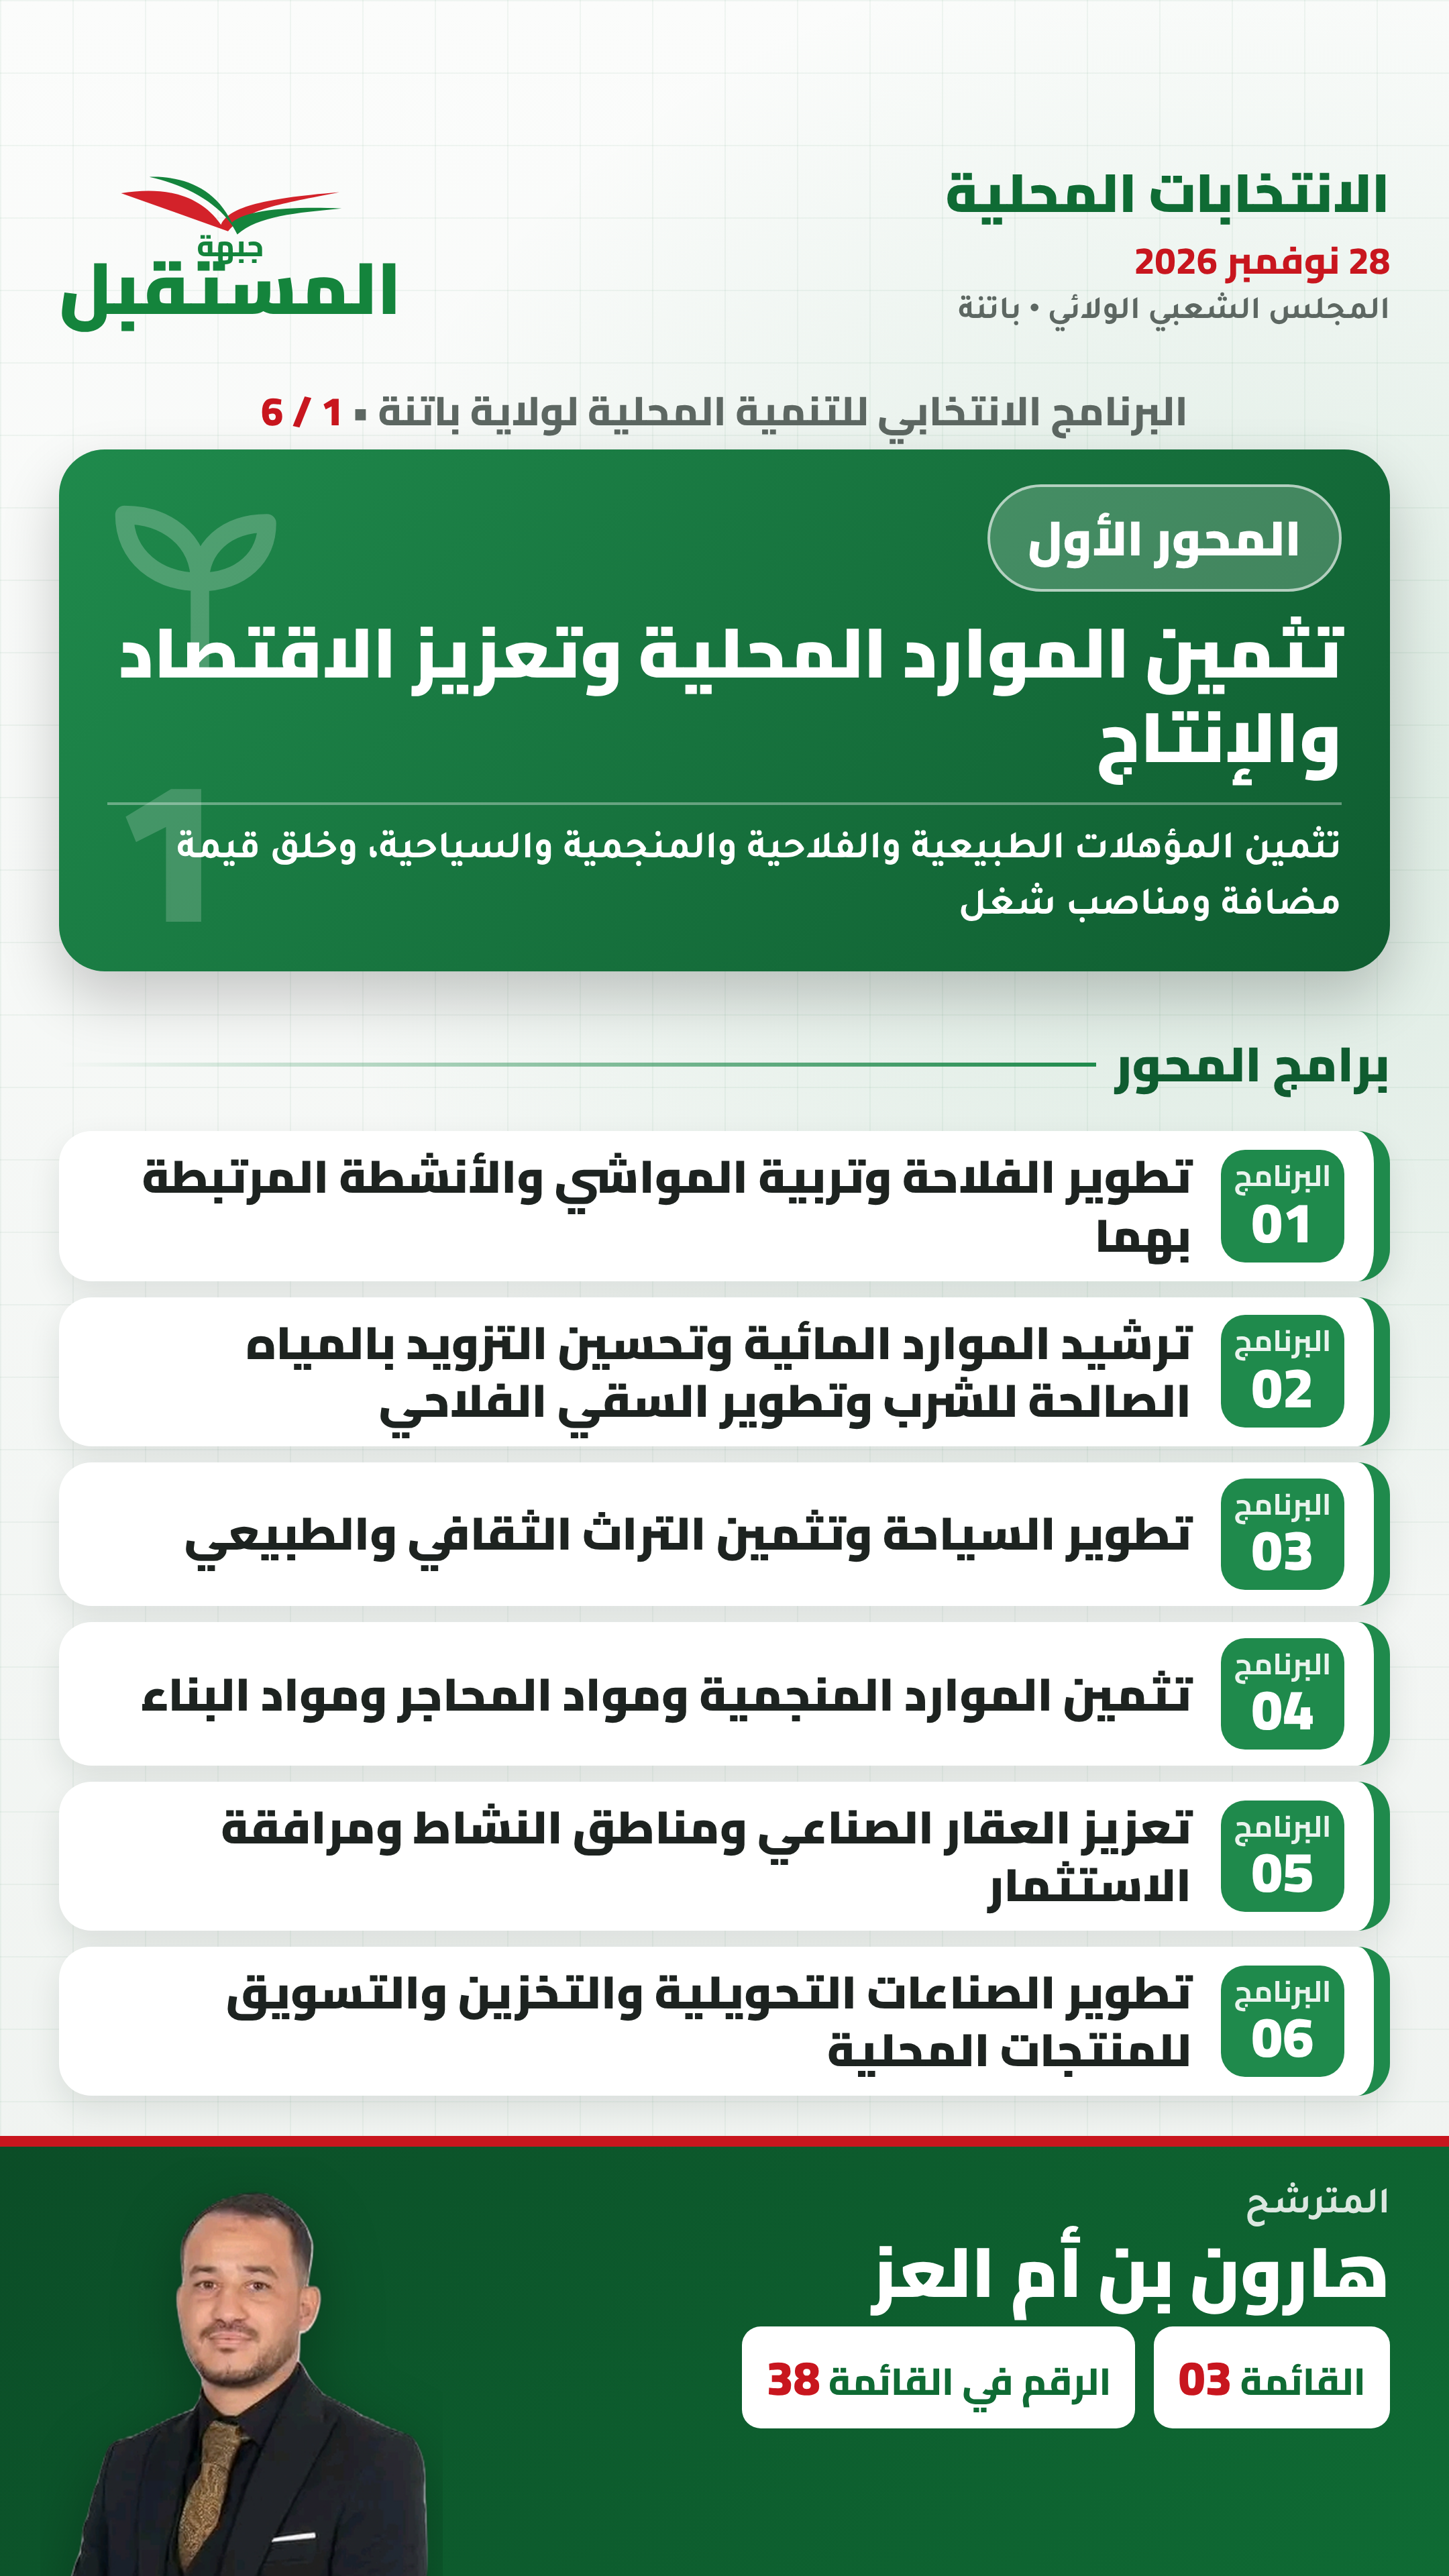 الانتخابات المحلية
28 نوفمبر 2026
المجلس الشعبي الولائي • باتنة
جبهة
المستقبل
البرنامج الانتخابي للتنمية المحلية لولاية باتنة ▪ 1 / 6
المحور الأول
تثمين الموارد المحلية وتعزيز الاقتصاد
والإنتاج
1
تثمين المؤهلات الطبيعية والفلاحية والمنجمية والسياحية، وخلق قيمة
مضافة ومناصب شغل
برامج المحور
البرنامج
01
تطوير الفلاحة وتربية المواشي والأنشطة المرتبطة
بهما
البرنامج
02
ترشيد الموارد المائية وتحسين التزويد بالمياه
الصالحة للشرب وتطوير السقي الفلاحي
البرنامج
03
تطوير السياحة وتثمين التراث الثقافي والطبيعي
البرنامج
04
تثمين الموارد المنجمية ومواد المحاجر ومواد البناء
البرنامج
05
تعزيز العقار الصناعي ومناطق النشاط ومرافقة
الاستثمار
البرنامج
06
تطوير الصناعات التحويلية والتخزين والتسويق
للمنتجات المحلية
المترشح
هارون بن أم العز
القائمة 03
الرقم في القائمة 38